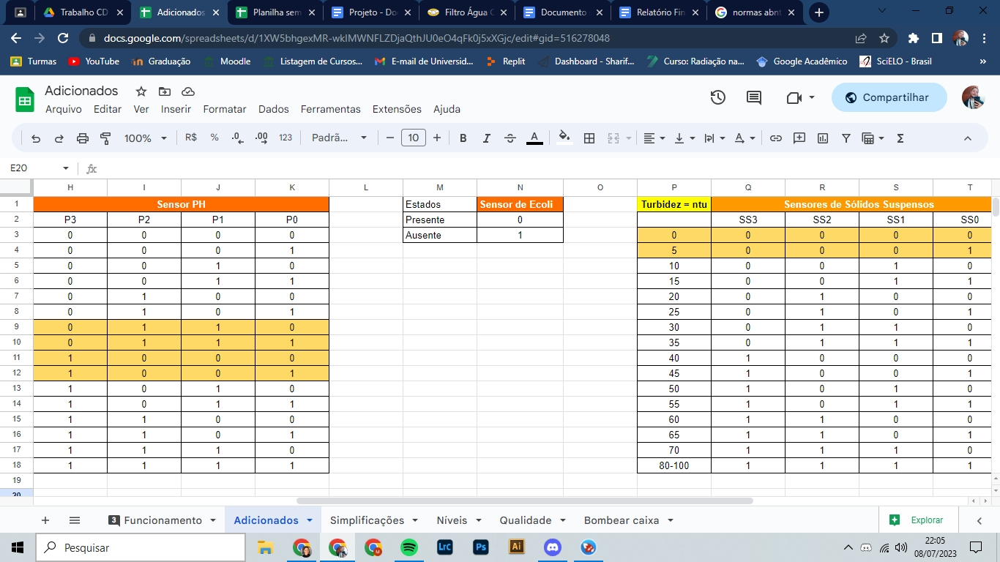 Trabalho CD
Adicionados
Planilha sem
Projeto - Do
Filtro Água C
Documento
Relatório Fin
normas abnt
docs.google.com/spreadsheets/d/1XW5bhgexMR-wkIMWNFLZDjaQthJU0eO4qFk0j5xXGjc/edit#gid=516278048
Turmas YouTube Graduação Moodle Listagem de Cursos... E-mail de Universid... Replit Dashboard - Sharif... Curso: Radiação na... Google Acadêmico SciELO - Brasil »
Adicionados
Arquivo Editar Ver Inserir Formatar Dados Ferramentas Extensões Ajuda
Compartilhar
100% R$ % .0 .00 123 Padrã... 10 B I A
E20 fx
H I J K L M N O P Q R S T
1 Sensor PH Estados Sensor de Ecoli Turbidez = ntu Sensores de Sólidos Suspensos
2 P3 P2 P1 P0 Presente 0 SS3 SS2 SS1 SS0
3 0 0 0 0 Ausente 1 0 0 0 0 0
4 0 0 0 1 5 0 0 0 1
5 0 0 1 0 10 0 0 1 0
6 0 0 1 1 15 0 0 1 1
7 0 1 0 0 20 0 1 0 0
8 0 1 0 1 25 0 1 0 1
9 0 1 1 0 30 0 1 1 0
10 0 1 1 1 35 0 1 1 1
11 1 0 0 0 40 1 0 0 0
12 1 0 0 1 45 1 0 0 1
13 1 0 1 0 50 1 0 1 0
14 1 0 1 1 55 1 0 1 1
15 1 1 0 0 60 1 1 0 0
16 1 1 0 1 65 1 1 0 1
17 1 1 1 0 70 1 1 1 0
18 1 1 1 1 80-100 1 1 1 1
19
20
3 Funcionamento Adicionados Simplificações Níveis Qualidade Bombear caixa Explorar
Pesquisar
LrC Ps Ai
22:05
08/07/2023